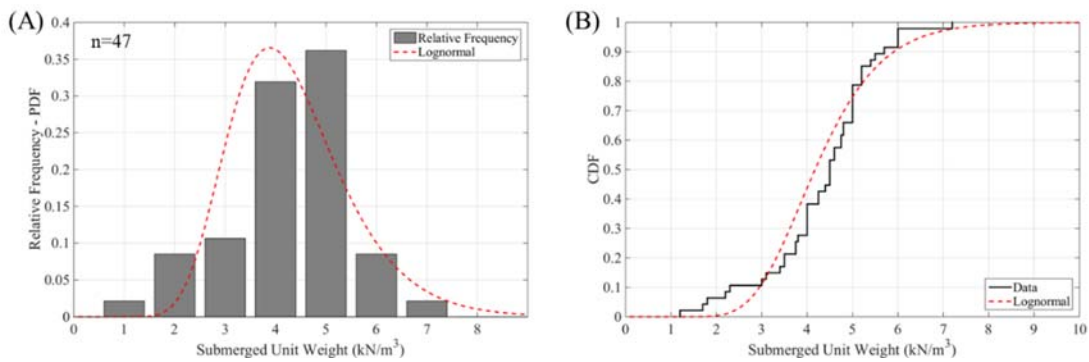 (A)
n=47
Relative Frequency
Lognormal
Relative Frequency - PDF
0.4
0.35
0.3
0.25
0.2
0.15
0.1
0.05
0
1 2 3 4 5 6 7 8
Submerged Unit Weight (kN/m³)
(B)
CDF
1
0.9
0.8
0.7
0.6
0.5
0.4
0.3
0.2
0.1
0
Data
Lognormal
0 1 2 3 4 5 6 7 8 9 10
Submerged Unit Weight (kN/m³)